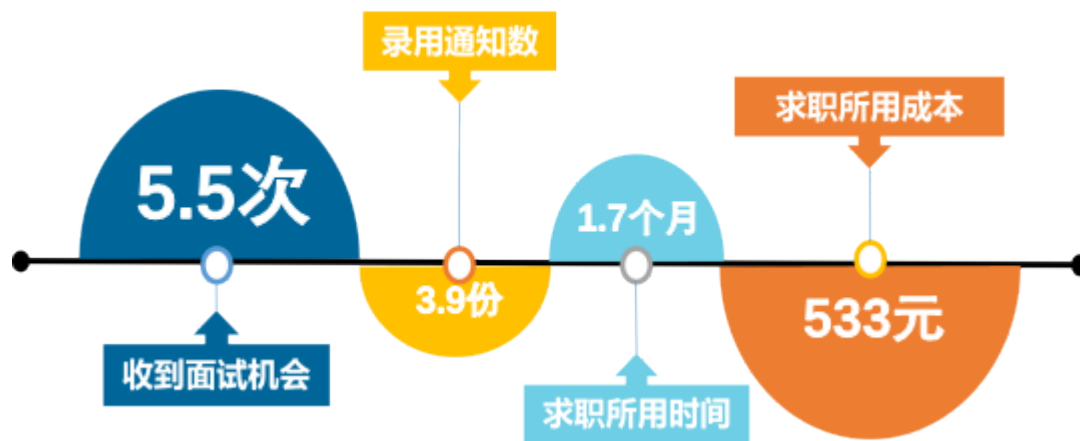 录用通知数
求职所用成本
5.5次
1.7个月
3.9份
533元
收到面试机会
求职所用时间